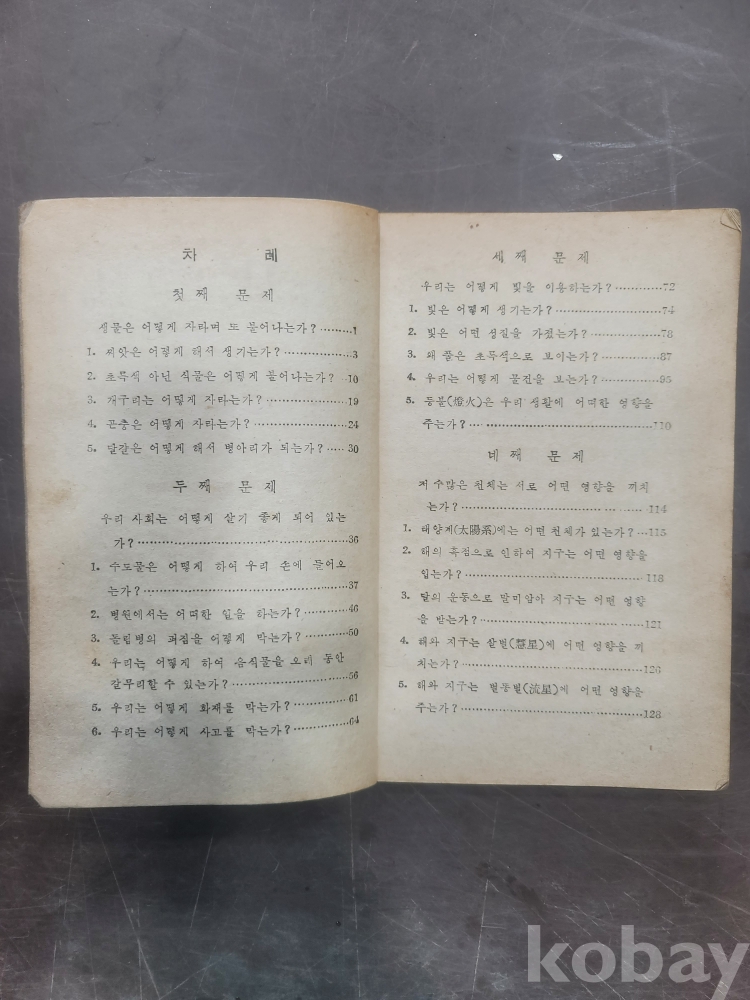 차 례
첫 째 문 제
생물은 어떻게 자라며 또 불어나는가? ……… 1
1. 씨앗은 어떻게 해서 생기는가? ……… 3
2. 초록색 아닌 식물은 어떻게 불어나는가? 10
3. 개구리는 어떻게 자라는가? ……… 19
4. 곤충은 어떻게 자라는가? ……… 24
5. 달걀은 어떻게 해서 병아리가 되는가? …… 30
두 째 문 제
우리 사회는 어떻게 살기 좋게 되어 있는
가? ……… 36
1. 수도물은 어떻게 하여 우리 손에 들어오
는가? ……… 37
2. 병원에서는 어떠한 일을 하는가? ……… 46
3. 돌림병의 퍼짐을 어떻게 막는가? ……… 50
4. 우리는 어떻게 하여 음식물을 오래 동안
갈무리할 수 있는가? ……… 56
5. 우리는 어떻게 화재를 막는가? ……… 61
6. 우리는 어떻게 사고를 막는가? ……… 64
세 째 문 제
우리는 어떻게 빛을 이용하는가? ……… 72
1. 빛은 어떻게 생기는가? ……… 74
2. 빛은 어떤 성질을 가졌는가? ……… 78
3. 왜 풀은 초록색으로 보이는가? ……… 87
4. 우리는 어떻게 물건을 보는가? ……… 95
5. 등불(燈火)은 우리 생활에 어떠한 영향을
주는가? ……… 110
네 째 문 제
저 수많은 천체는 서로 어떤 영향을 끼치
는가? ……… 114
1. 태양계(太陽系)에는 어떤 천체가 있는가? … 115
2. 해의 흑점으로 인하여 지구는 어떤 영향을
입는가? ……… 118
3. 달의 운동으로 말미암아 지구는 어떤 영향
을 받는가? ……… 121
4. 해와 지구는 살별(慧星)에 어떤 영향을 끼
치는가? ……… 126
5. 해와 지구는 별똥별(流星)에 어떤 영향을
주는가? ……… 128
1
kobay